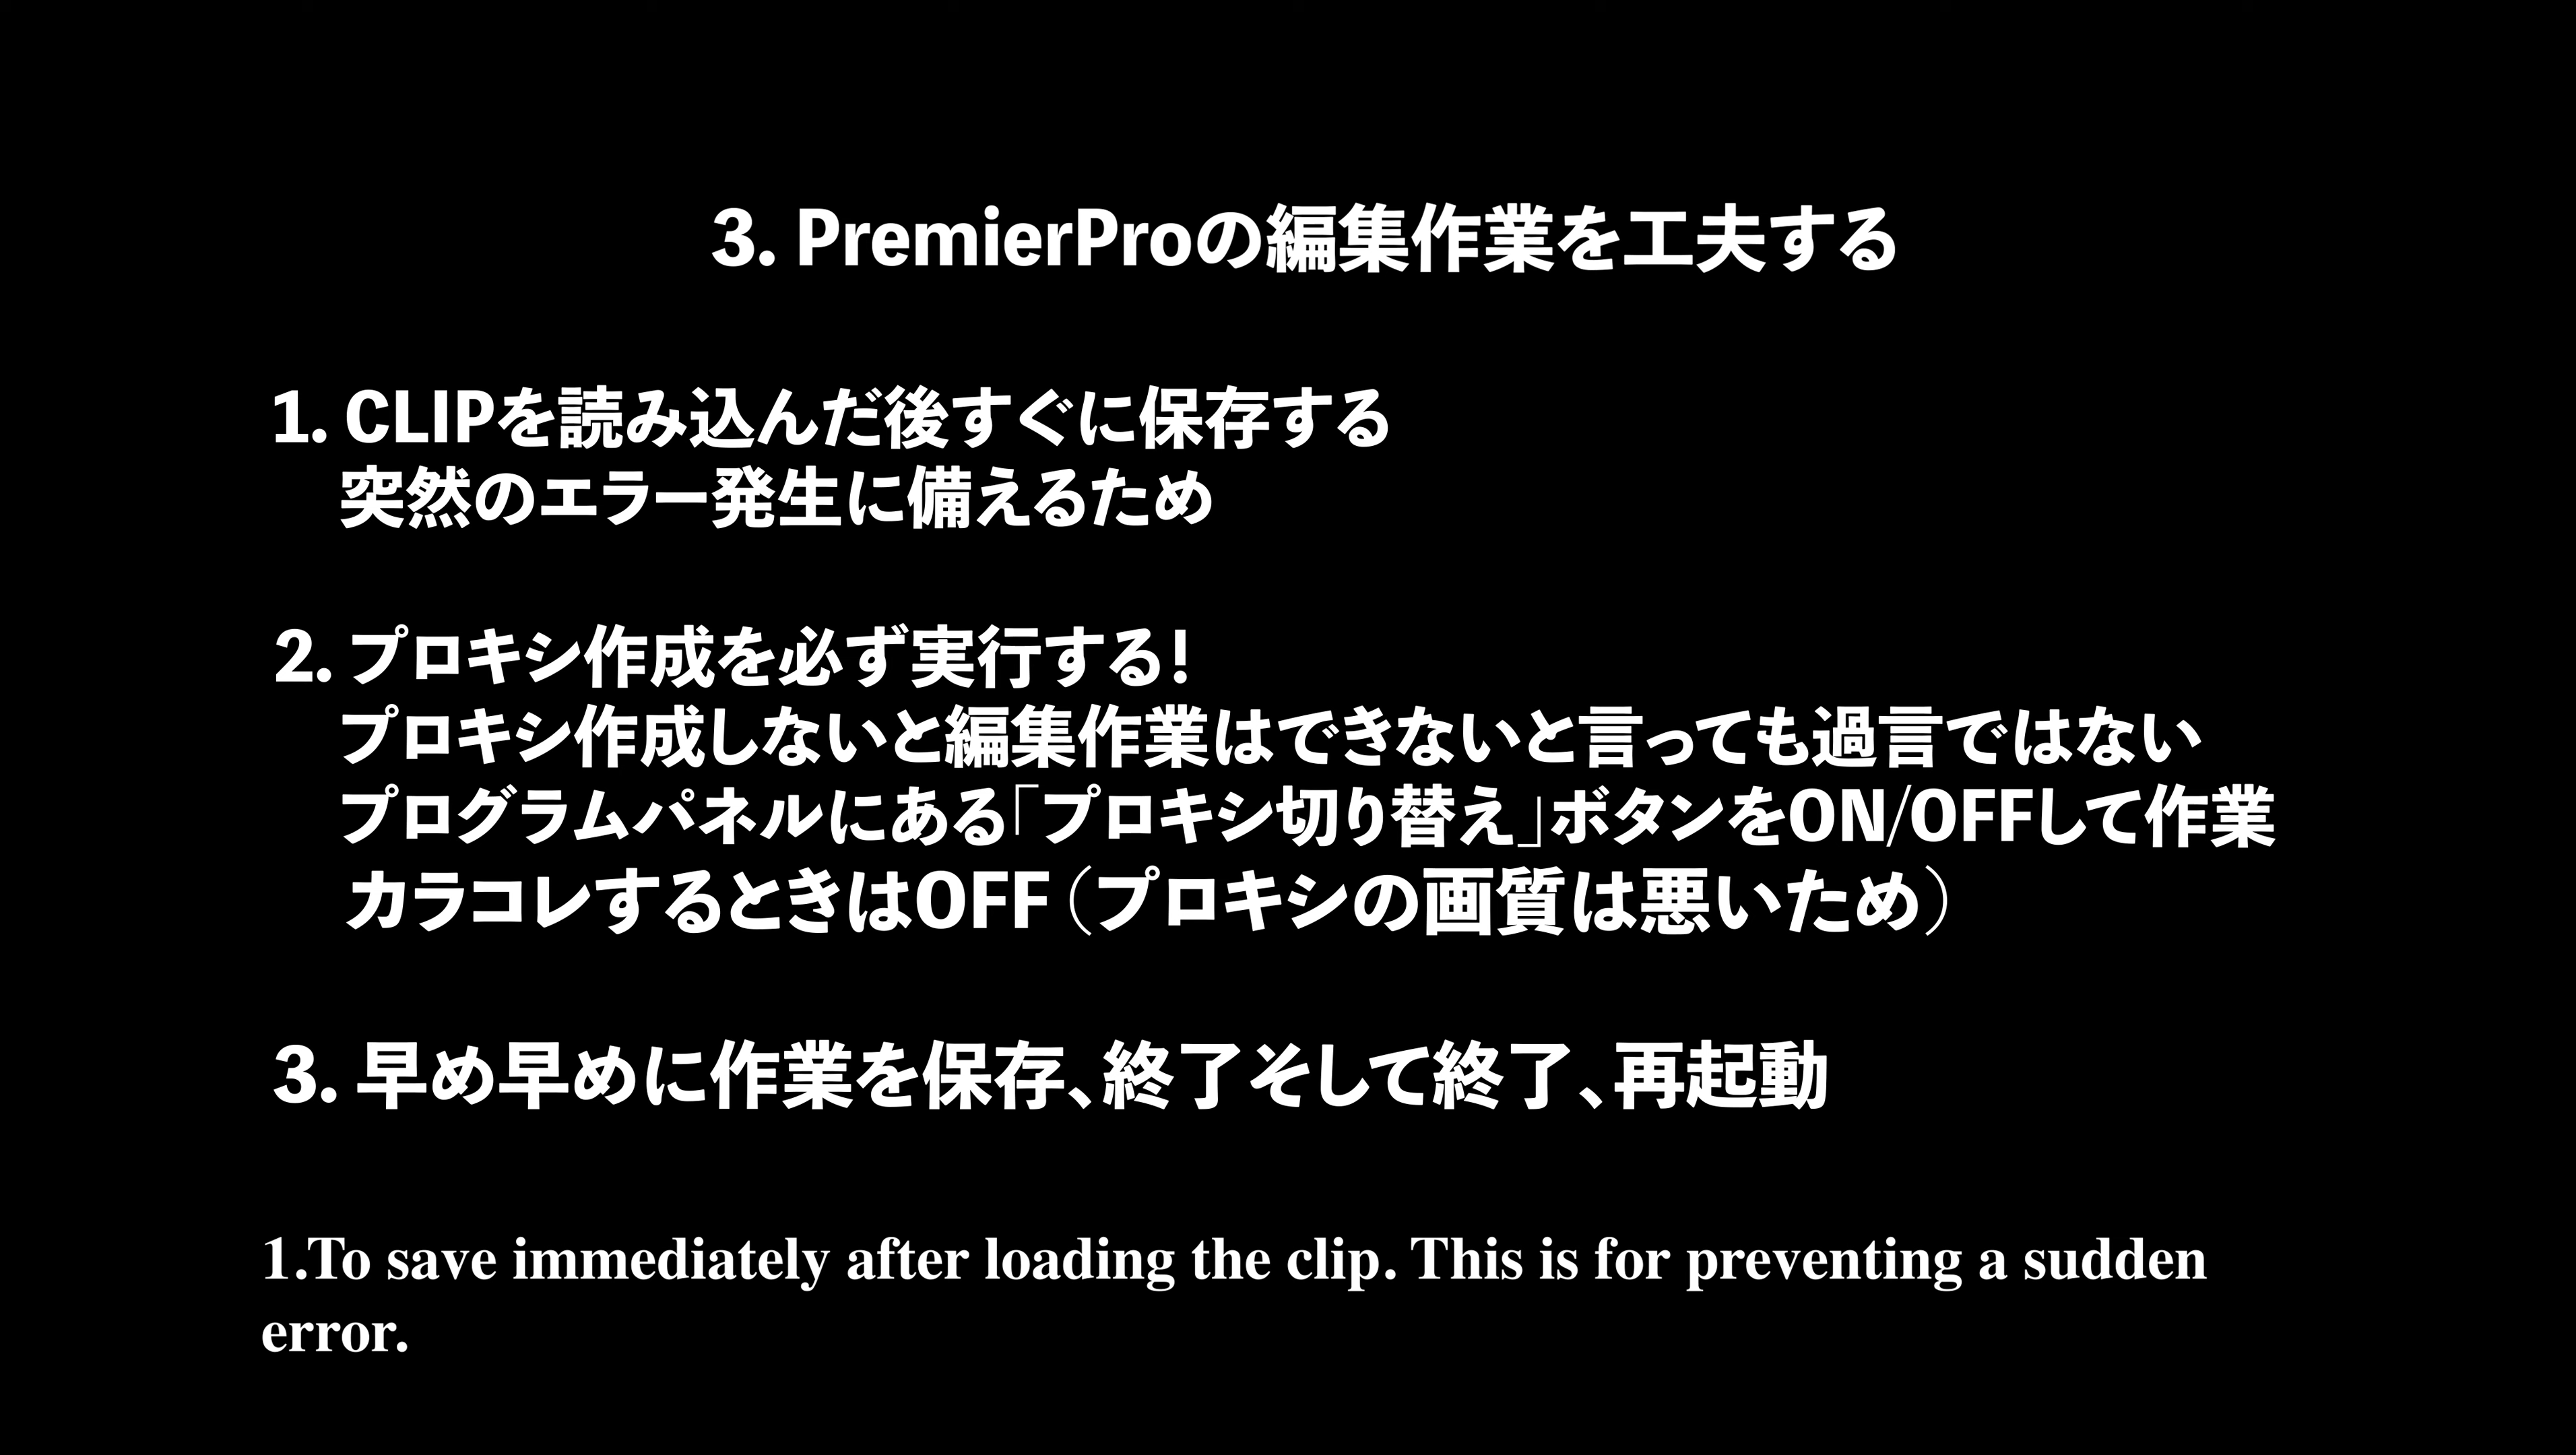 3. PremierProの編集作業を工夫する
1. CLIPを読み込んだ後すぐに保存する
突然のエラー発生に備えるため
2. プロキシ作成を必ず実行する!
プロキシ作成しないと編集作業はできないと言っても過言ではない
プログラムパネルにある「プロキシ切り替え」ボタンをON/OFFして作業
カラコレするときはOFF（プロキシの画質は悪いため）
3. 早め早めに作業を保存、終了そして終了、再起動
1.To save immediately after loading the clip. This is for preventing a sudden
error.